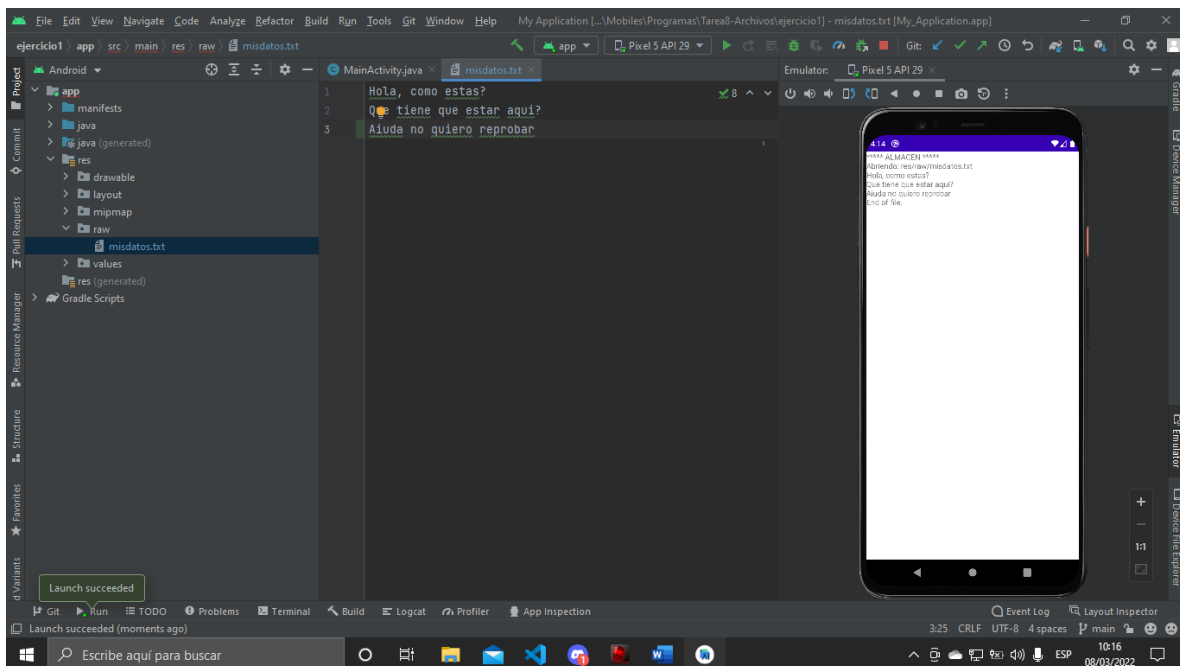 File Edit View Navigate Code Analyze Refactor Build Run Tools Git Window Help My Application [...\Mobiles\Programas\Tarea8-Archivos\ejercicio1] - misdatos.txt [My_Application.app]
ejercicio1 app src main res raw misdatos.txt
app Pixel 5 API 29 Git:
Android
MainActivity.java misdatos.txt
Emulator: Pixel 5 API 29
Project
Commit
Pull Requests
Resource Manager
Structure
Favorites
d Variants
app
manifests
java
java (generated)
res
drawable
layout
mipmap
raw
misdatos.txt
values
res (generated)
Gradle Scripts
1 Hola, como estas?
2 Que tiene que estar aqui?
3 Aiuda no quiero reprobar
8
4:14
***** ALMACEN *****
Abriendo: res/raw/misdatos.txt
Hola, como estas?
Que tiene que estar aqui?
Aiuda no quiero reprobar
End of file.
1:1
Gradle
Device Manager
Emulator
Device File Explorer
Launch succeeded
Git Run TODO Problems Terminal Build Logcat Profiler App Inspection Event Log Layout Inspector
Launch succeeded (moments ago) 3:25 CRLF UTF-8 4 spaces main
Escribe aquí para buscar
ESP
10:16
08/03/2022